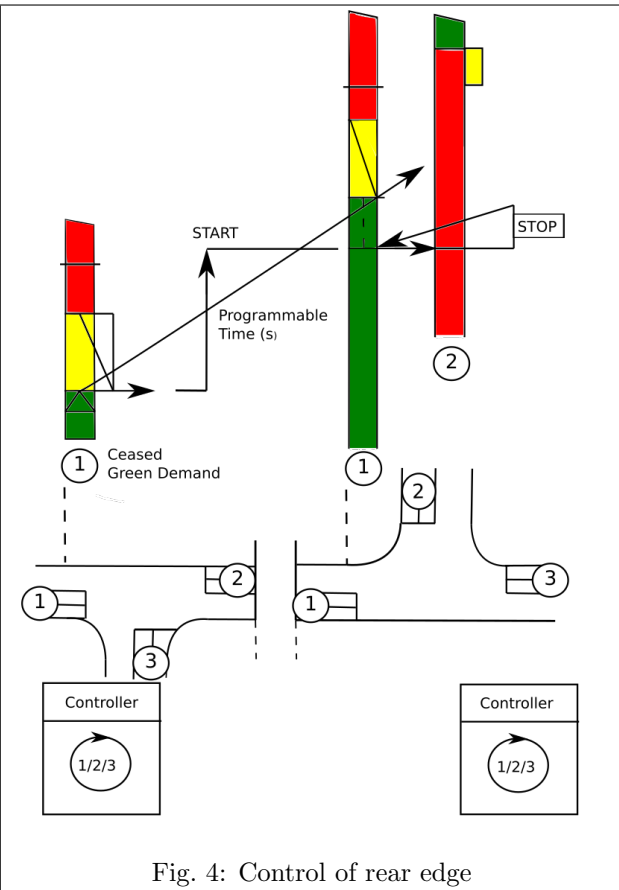 START
STOP
Programmable
Time (s)
2
1
Ceased
Green Demand
1
2
2
3
1
1
3
Controller
Controller
1/2/3
1/2/3
Fig. 4: Control of rear edge